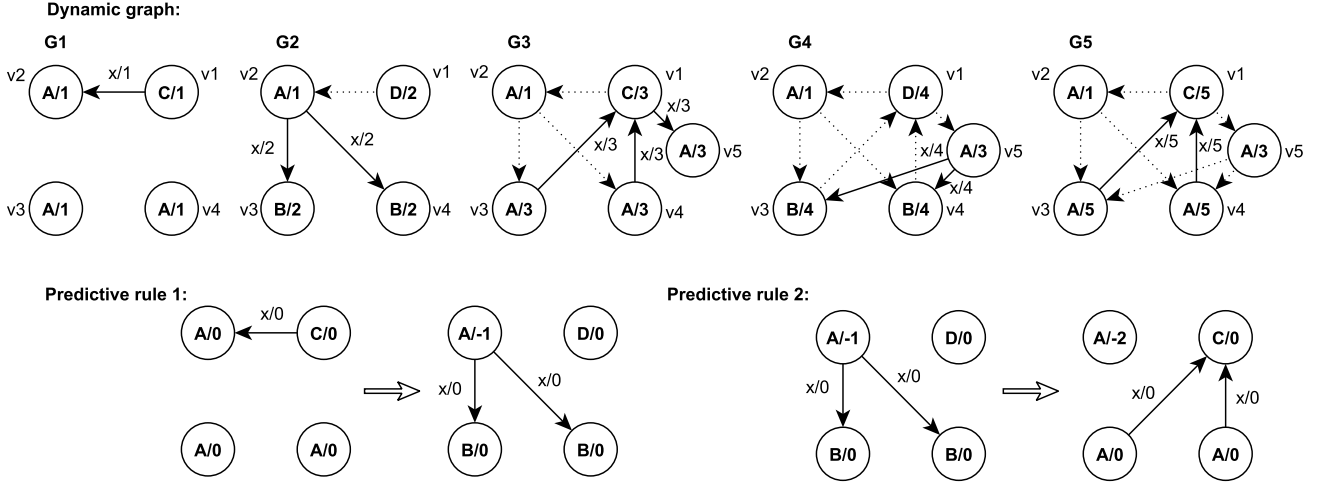 Dynamic graph:
G1 G2 G3 G4 G5
v2 A/1 x/1 C/1 v1
v3 A/1 A/1 v4
v2 A/1 D/2 v1
x/2 x/2
v3 B/2 B/2 v4
v2 A/1 C/3 v1
x/3
x/3 x/3 A/3 v5
v3 A/3 A/3 v4
v2 A/1 D/4 v1
x/4 A/3 v5
x/4
v3 B/4 B/4 v4
v2 A/1 C/5 v1
x/5 x/5 A/3 v5
v3 A/5 A/5 v4
Predictive rule 1:
A/0 x/0 C/0
A/0 A/0
A/-1 D/0
x/0 x/0
B/0 B/0
Predictive rule 2:
A/-1 D/0
x/0 x/0
B/0 B/0
A/-2 C/0
x/0 x/0
A/0 A/0